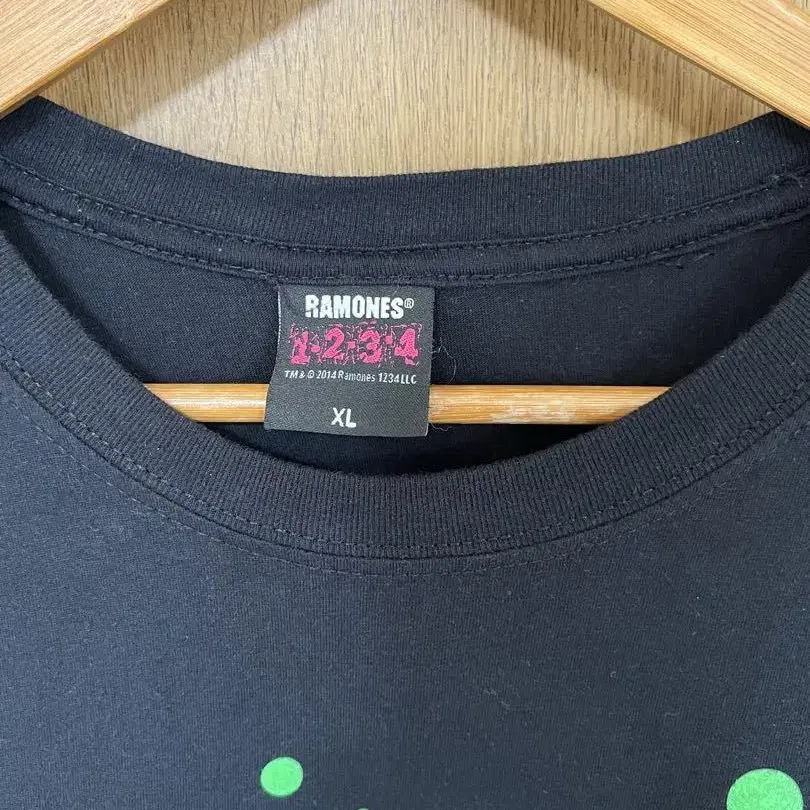 RAMONES®
1·2·3·4
TM & © 2014 Ramones 1234 LLC
XL